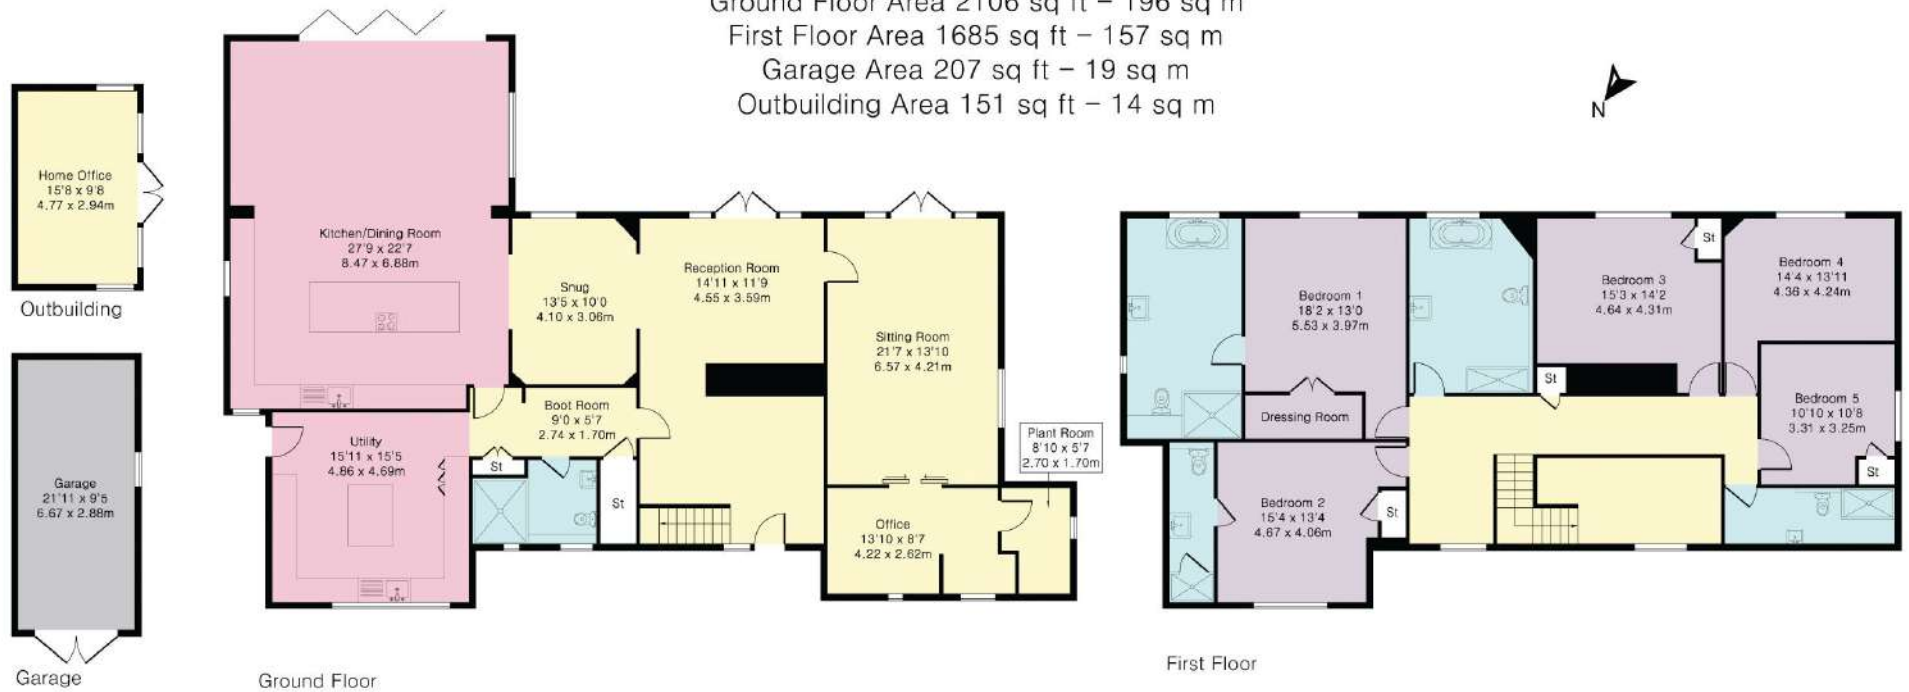 Ground Floor Area 2106 sq ft – 196 sq m
First Floor Area 1685 sq ft – 157 sq m
Garage Area 207 sq ft – 19 sq m
Outbuilding Area 151 sq ft – 14 sq m
N
Home Office
15'8 x 9'8
4.77 x 2.94m
Outbuilding
Garage
21'11 x 9'5
6.67 x 2.88m
Garage
Kitchen/Dining Room
27'9 x 22'7
8.47 x 6.88m
Snug
13'5 x 10'0
4.10 x 3.06m
Reception Room
14'11 x 11'9
4.55 x 3.59m
Sitting Room
21'7 x 13'10
6.57 x 4.21m
Boot Room
9'0 x 5'7
2.74 x 1.70m
Utility
15'11 x 15'5
4.86 x 4.69m
St
St
Plant Room
8'10 x 5'7
2.70 x 1.70m
Office
13'10 x 8'7
4.22 x 2.62m
Ground Floor
Bedroom 1
18'2 x 13'0
5.53 x 3.97m
Dressing Room
Bedroom 3
15'3 x 14'2
4.64 x 4.31m
St
St
Bedroom 4
14'4 x 13'11
4.36 x 4.24m
Bedroom 5
10'10 x 10'8
3.31 x 3.25m
St
Bedroom 2
15'4 x 13'4
4.67 x 4.06m
St
First Floor